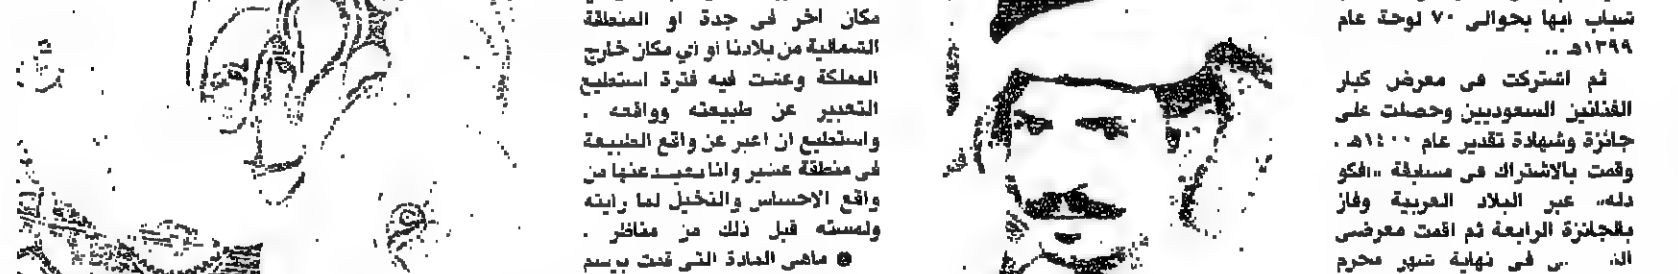 شباب ابها بحوالى ٧٠ لوحة عام
١٣٩٩هـ ..
ثم اشتركت فى معرض كبار
الفنانين السعوديين وحصلت على
جائزة وشهادة تقدير عام ١٤٠٠هـ .
وقمت بالاشتراك فى مسابقة «افكو
دله» عبر البلاد العربية وفاز
بالجائزة الرابعة ثم اقمت معرضى
فى نهاية شهر محرم
مكان اخر فى جدة او المنطقة
الشمالية من بلادنا او اي مكان خارج
المملكة وعشت فيه فترة استطيع
التعبير عن طبيعته وواقعه .
واستطيع ان اعبر عن واقع الطبيعة
فى منطقة عسير وانا بعيد عنها من
واقع الاحساس والتخيل لما رايته
ولمسته قبل ذلك من مناظر .
● ماهى المادة التى قمت برسم